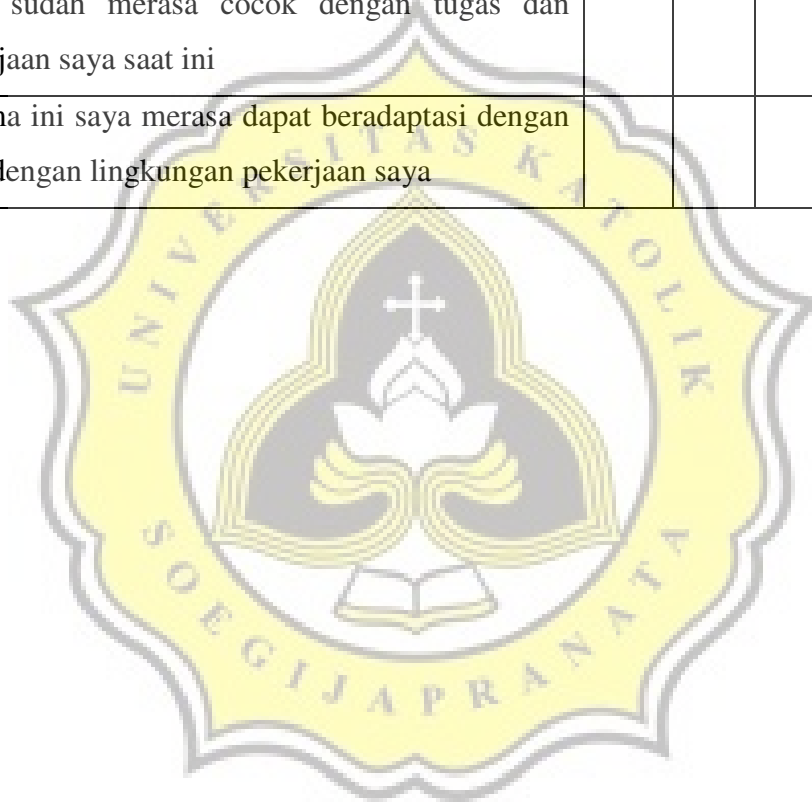 sudah merasa cocok dengan tugas dan
jaan saya saat ini
a ini saya merasa dapat beradaptasi dengan
dengan lingkungan pekerjaan saya
UNIVERSITAS KATOLIK
SOEGIJAPRANATA